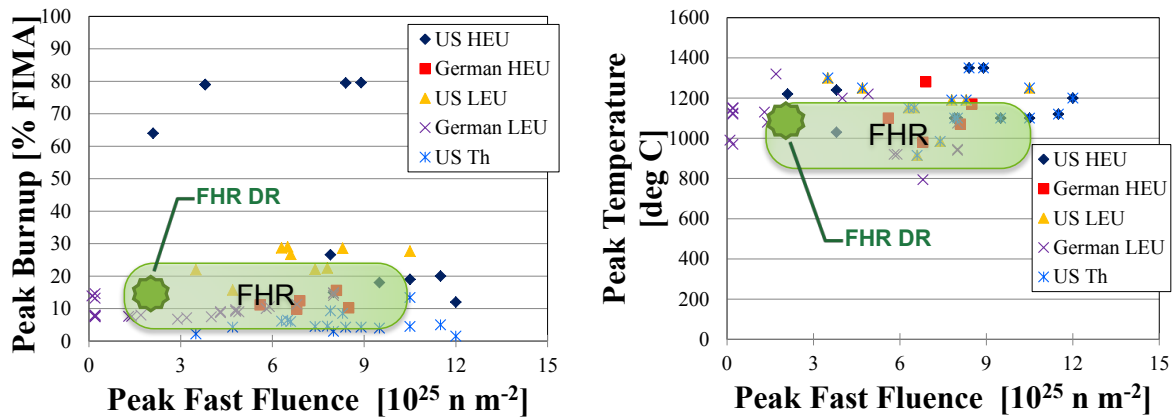 Peak Burnup [% FIMA]
100
90
80
70
60
50
40
30
20
10
0
US HEU
German HEU
US LEU
German LEU
US Th
FHR DR
FHR
0 3 6 9 12 15
Peak Fast Fluence [10²⁵ n m⁻²]
Peak Temperature
[deg C]
1600
1400
1200
1000
800
600
400
200
0
FHR
US HEU
German HEU
US LEU
German LEU
US Th
FHR DR
0 3 6 9 12 15
Peak Fast Fluence [10²⁵ n m⁻²]